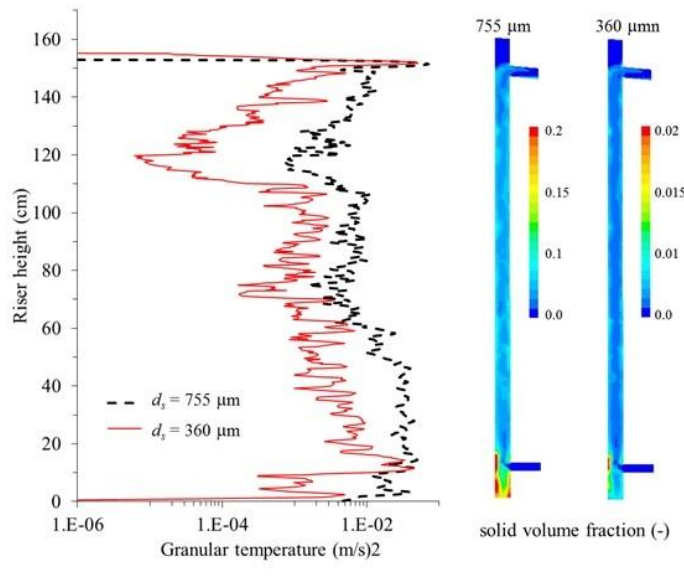 755 μm
360 μmn
160
140
120
100
80
60
40
20
0
Riser height (cm)
1.E-06
1.E-04
1.E-02
Granular temperature (m/s)2
ds = 755 μm
ds = 360 μm
0.2
0.15
0.1
0.0
0.02
0.015
0.01
0.0
solid volume fraction (-)